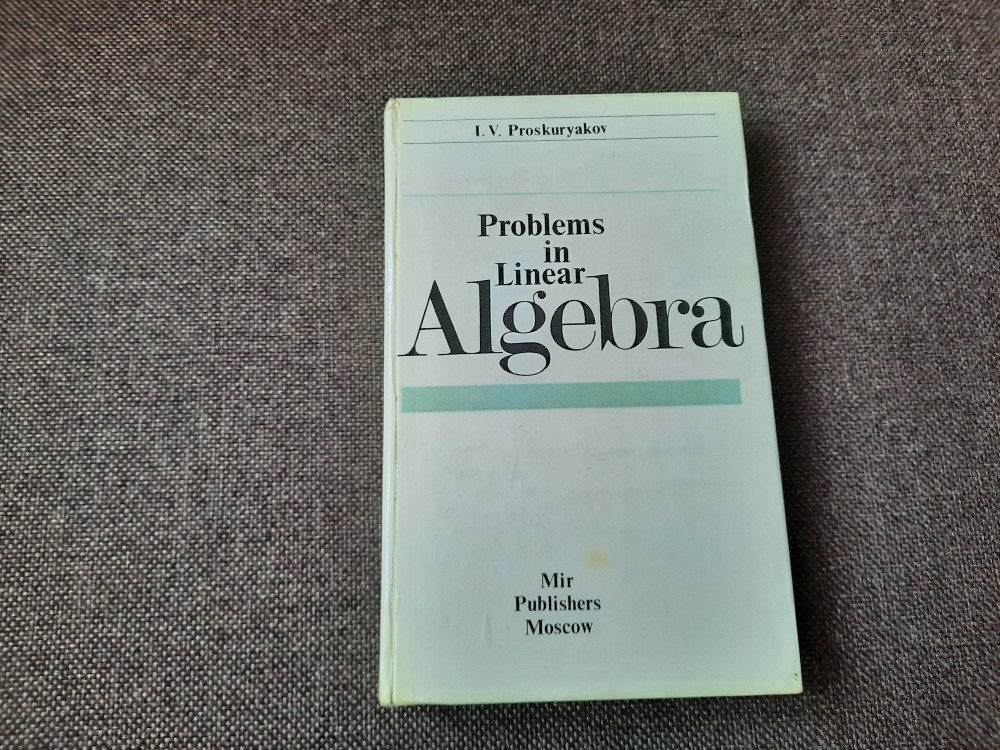 I. V. Proskuryakov
Problems
in
Linear
Algebra
Mir
Publishers
Moscow